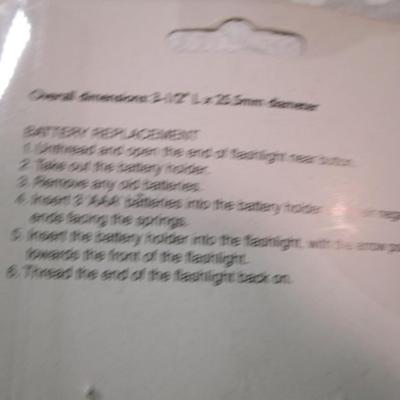 Overall dimensions: 3-1/2" L x 25.5mm diameter
BATTERY REPLACEMENT
1. Unthread and open the end of flashlight near button.
2. Take out the battery holder.
3. Remove any old batteries.
4. Insert 3 "AAA" batteries into the battery holder
ends facing the springs.
5. Insert the battery holder into the flashlight, with the arrow
towards the front of the flashlight.
6. Thread the end of the flashlight back on.